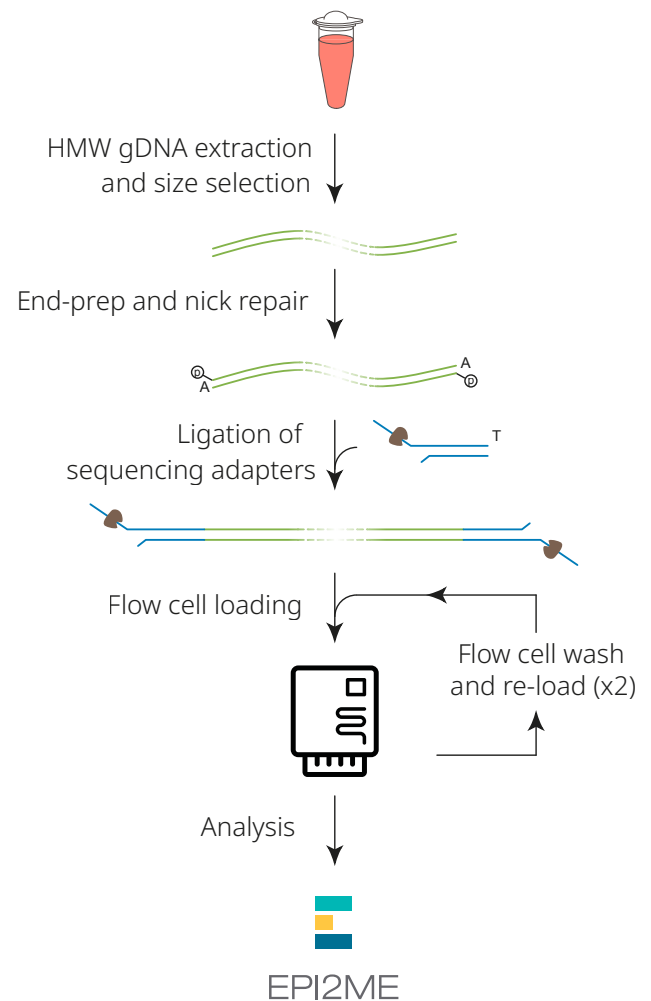 HMW gDNA extraction
and size selection
End-prep and nick repair
p
A
A
p
Ligation of
sequencing adapters
T
Flow cell loading
Flow cell wash
and re-load (x2)
Analysis
EPI2ME